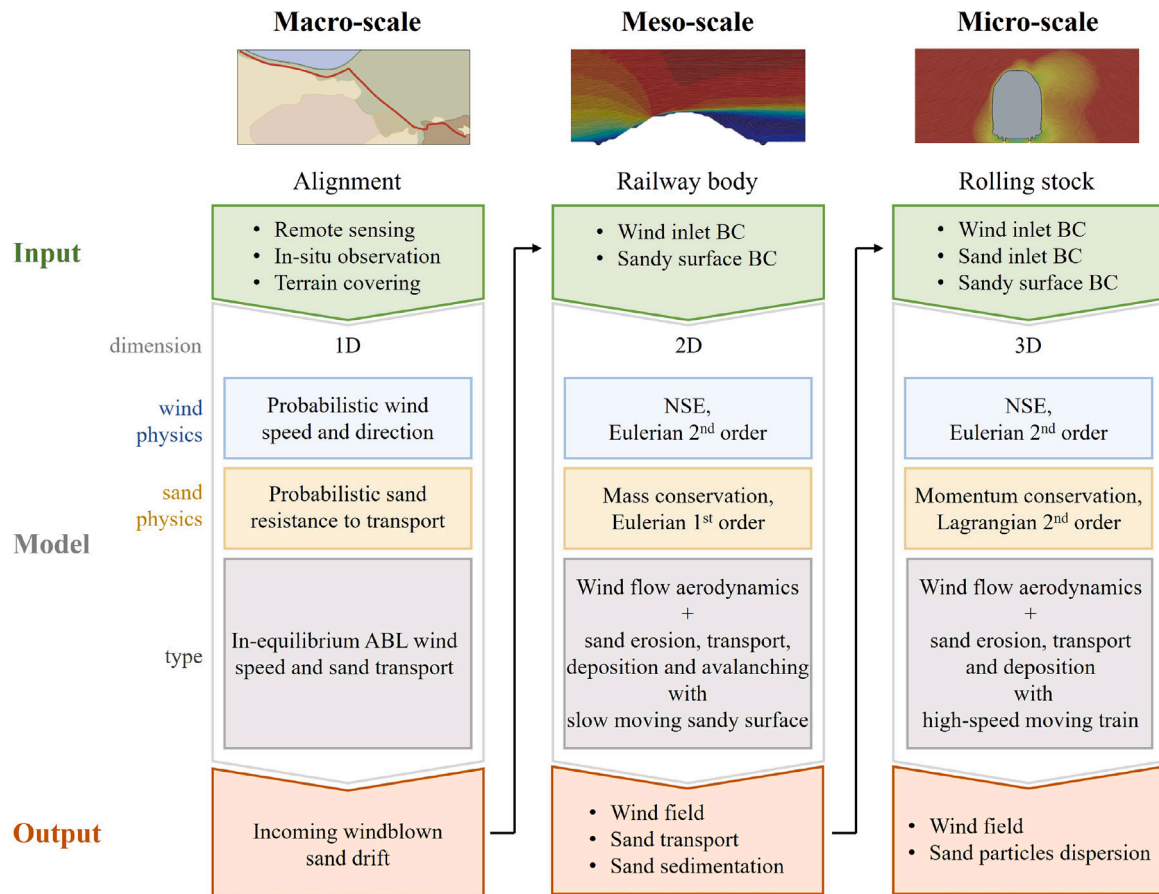 Macro-scale
Meso-scale
Micro-scale
Alignment
Railway body
Rolling stock
Input
• Remote sensing
• In-situ observation
• Terrain covering
• Wind inlet BC
• Sandy surface BC
• Wind inlet BC
• Sand inlet BC
• Sandy surface BC
Model
dimension
1D
2D
3D
wind
physics
Probabilistic wind
speed and direction
NSE,
Eulerian 2nd order
NSE,
Eulerian 2nd order
sand
physics
Probabilistic sand
resistance to transport
Mass conservation,
Eulerian 1st order
Momentum conservation,
Lagrangian 2nd order
type
In-equilibrium ABL wind
speed and sand transport
Wind flow aerodynamics
+
sand erosion, transport,
deposition and avalanching
with
slow moving sandy surface
Wind flow aerodynamics
+
sand erosion, transport
and deposition
with
high-speed moving train
Output
Incoming windblown
sand drift
• Wind field
• Sand transport
• Sand sedimentation
• Wind field
• Sand particles dispersion